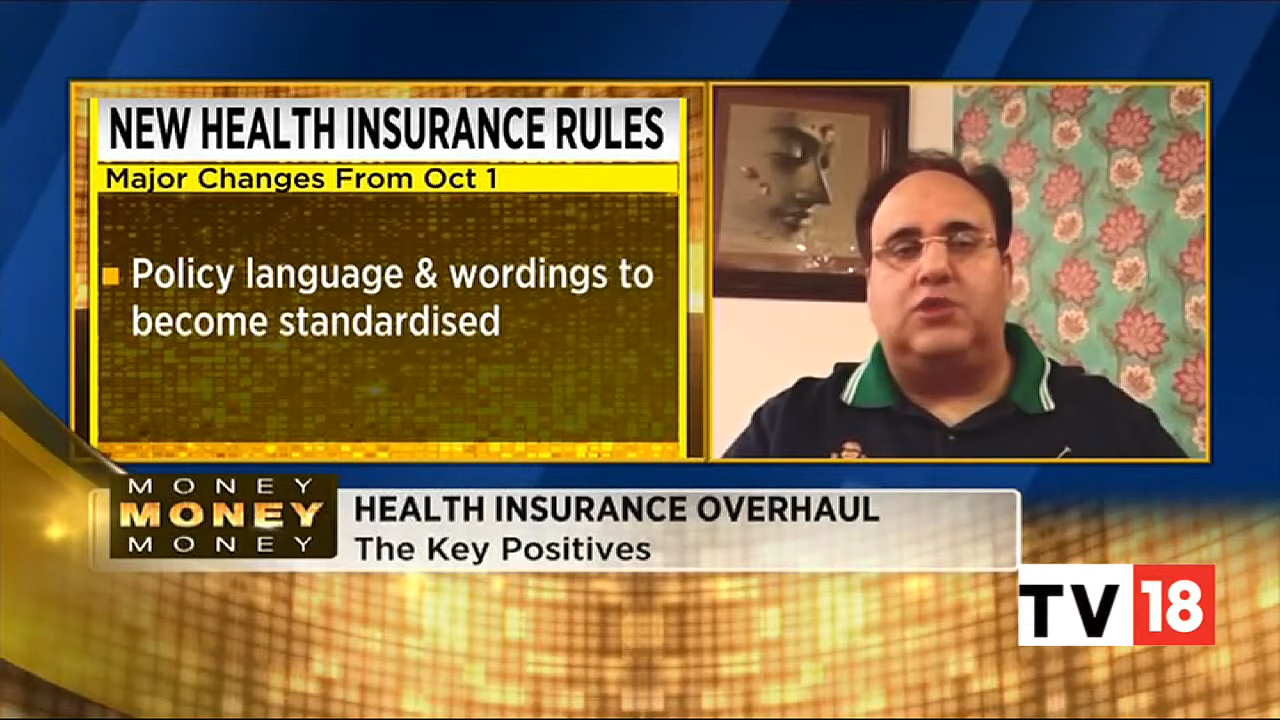 NEW HEALTH INSURANCE RULES
Major Changes From Oct 1
Policy language & wordings to
become standardised
MONEY
MONEY
MONEY
HEALTH INSURANCE OVERHAUL
The Key Positives
TV18